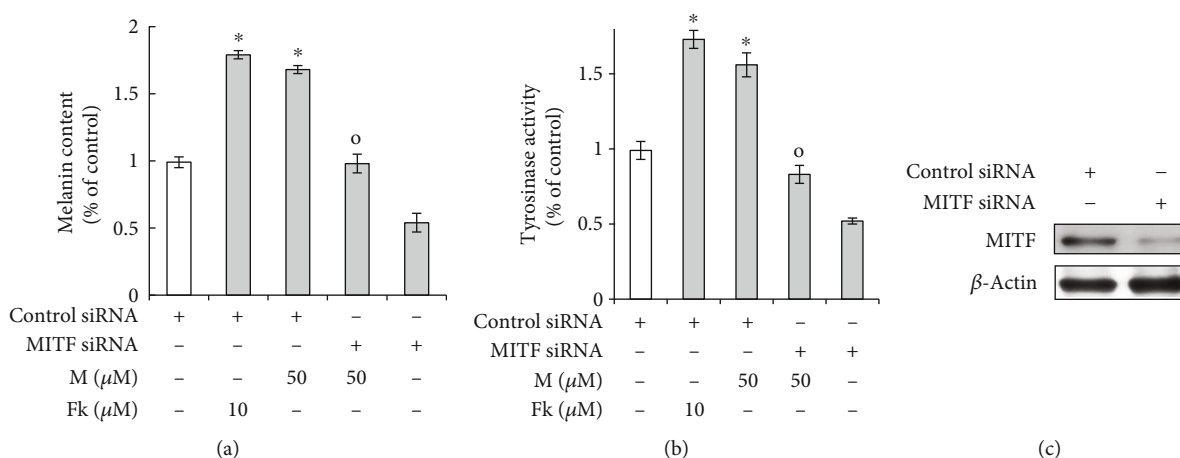 Melanin content
(% of control)
2
1.5
1
0.5
0
* * o
Control siRNA + + + – –
MITF siRNA – – – + +
M (μM) – – 50 50 –
Fk (μM) – 10 – – –
(a)
Tyrosinase activity
(% of control)
1.5
1
0.5
0
* * o
Control siRNA + + + – –
MITF siRNA – – – + +
M (μM) – – 50 50 –
Fk (μM) – 10 – – –
(b)
Control siRNA + –
MITF siRNA – +
MITF
β-Actin
(c)